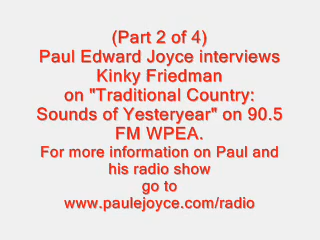 (Part 2 of 4)
Paul Edward Joyce interviews
Kinky Friedman
on "Traditional Country:
Sounds of Yesteryear" on 90.5
FM WPEA.
For more information on Paul and
his radio show
go to
www.paulejoyce.com/radio